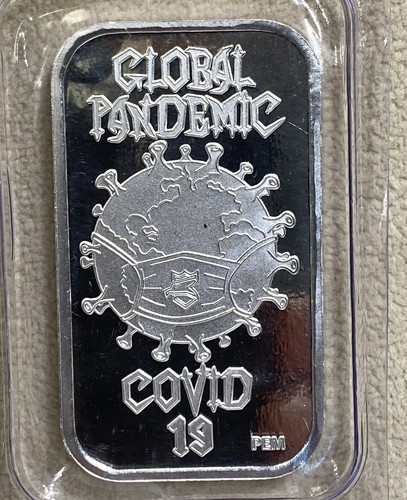 GLOBAL
PANDEMIC
COVID
19
PEM